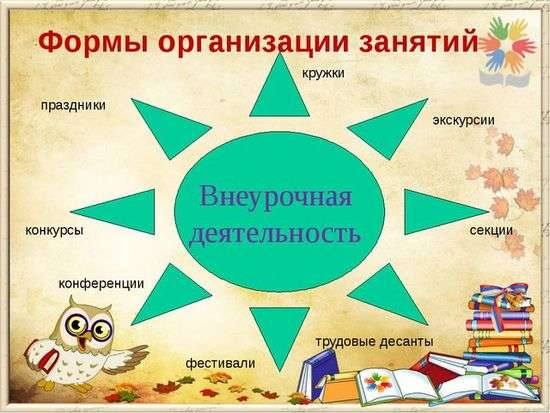 Формы организации занятий
кружки
праздники
экскурсии
Внеурочная
деятельность
конкурсы
секции
конференции
трудовые десанты
фестивали